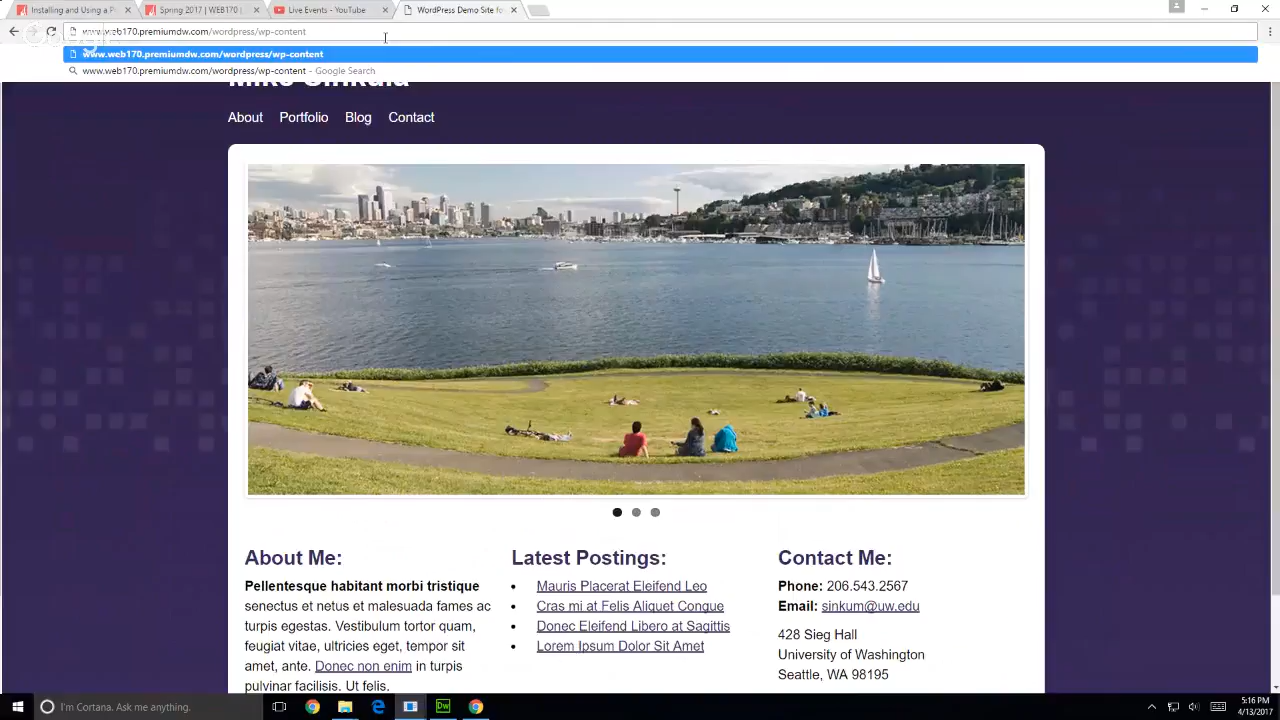 Installing and Using a P
Spring 2017 | WEB170 |
Live Events - YouTube
WordPress Demo Site fo
www.web170.premiumdw.com/wordpress/wp-content
www.web170.premiumdw.com/wordpress/wp-content
www.web170.premiumdw.com/wordpress/wp-content - Google Search
Mike Sinkula
About Portfolio Blog Contact
About Me:
Pellentesque habitant morbi tristique
senectus et netus et malesuada fames ac
turpis egestas. Vestibulum tortor quam,
feugiat vitae, ultricies eget, tempor sit
amet, ante. Donec non enim in turpis
pulvinar facilisis. Ut felis.
Latest Postings:
• Mauris Placerat Eleifend Leo
• Cras mi at Felis Aliquet Congue
• Donec Eleifend Libero at Sagittis
• Lorem Ipsum Dolor Sit Amet
Contact Me:
Phone: 206.543.2567
Email: sinkum@uw.edu
428 Sieg Hall
University of Washington
Seattle, WA 98195
I'm Cortana. Ask me anything.
Dw
5:16 PM
4/13/2017